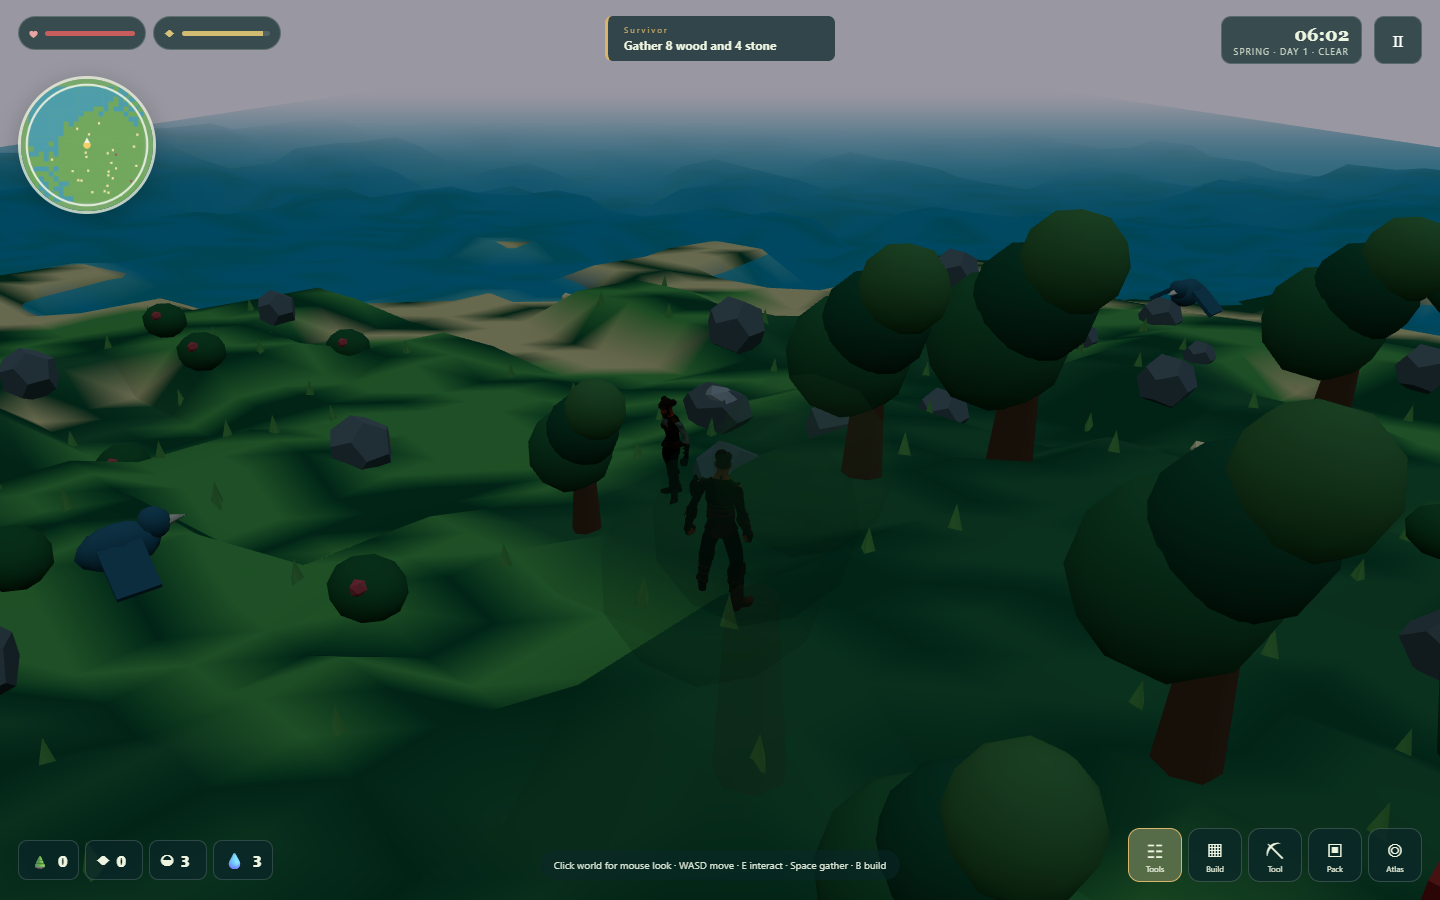 Survivor
Gather 8 wood and 4 stone
06:02
SPRING · DAY 1 · CLEAR
0
0
3
3
Click world for mouse look · WASD move · E interact · Space gather · B build
Tools
Build
Tool
Pack
Atlas